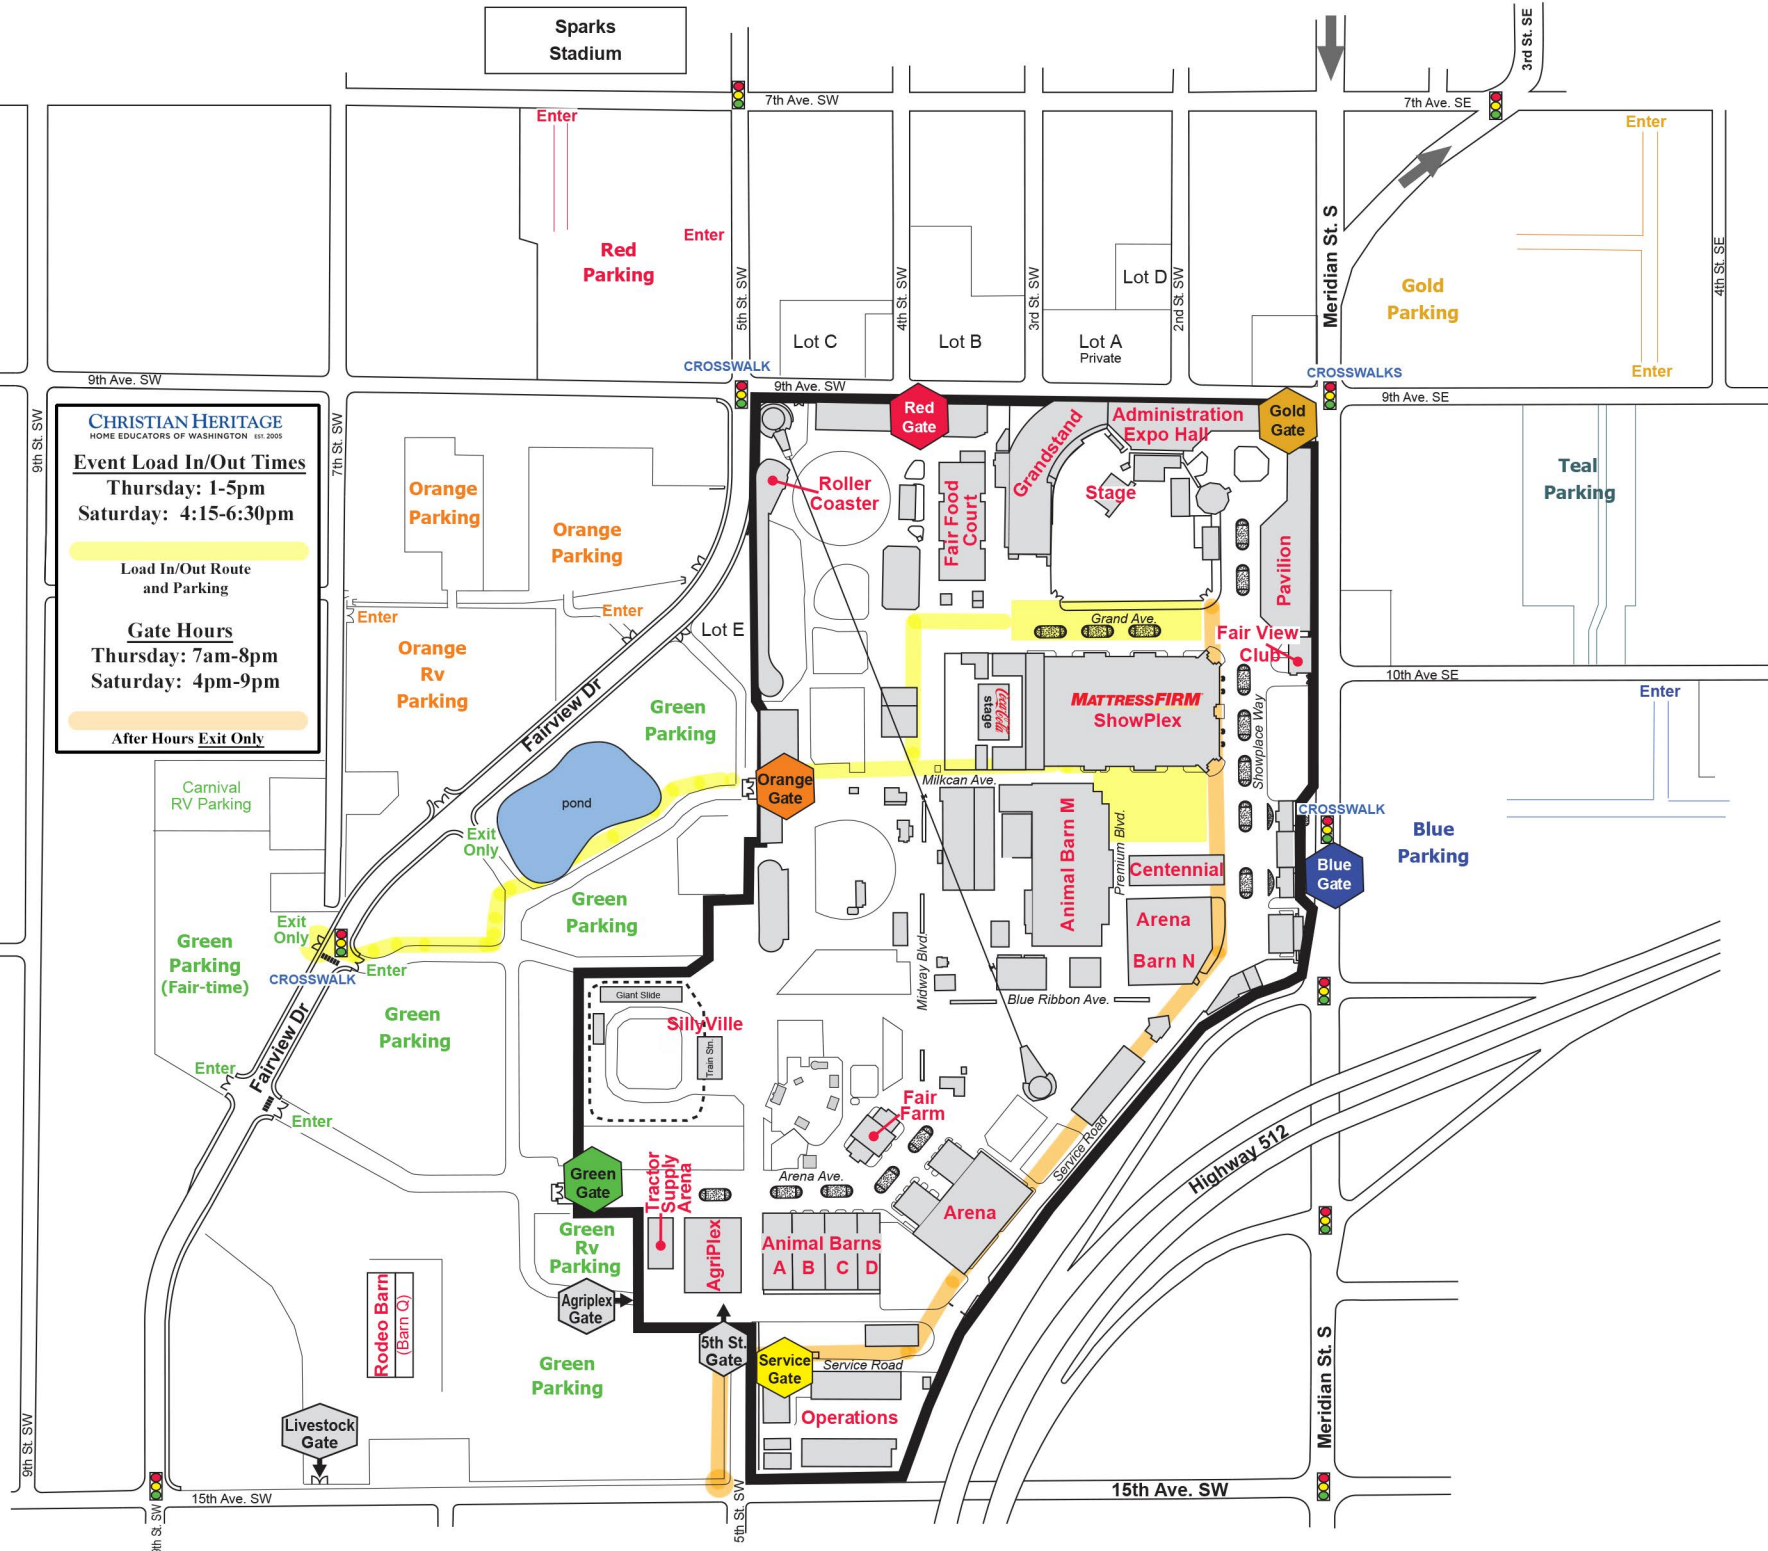 Sparks
Stadium
3rd St. SE
7th Ave. SW
7th Ave. SE
Enter
Enter
Enter
Red
Parking
5th St. SW
4th St. SW
3rd St. SW
2nd St. SW
Meridian St. S
4th St. SE
Lot D
Gold
Parking
Lot C
Lot B
Lot A
Private
CROSSWALK
CROSSWALKS
Enter
9th Ave. SW
9th Ave. SW
9th Ave. SE
9th St. SW
7th St. SW
CHRISTIAN HERITAGE
HOME EDUCATORS OF WASHINGTON EST. 2005
Event Load In/Out Times
Thursday: 1-5pm
Saturday: 4:15-6:30pm
Load In/Out Route
and Parking
Gate Hours
Thursday: 7am-8pm
Saturday: 4pm-9pm
After Hours Exit Only
Red
Gate
Grandstand
Administration
Expo Hall
Gold
Gate
Orange
Parking
Orange
Parking
Roller
Coaster
Fair Food
Court
Stage
Pavilion
Teal
Parking
Enter
Enter
Lot E
Grand Ave.
Fair View
Club
Orange
Rv
Parking
10th Ave SE
Enter
Fairview Dr
Green
Parking
Coca-Cola
stage
MATTRESSFIRM
ShowPlex
Showplace Way
Carnival
RV Parking
pond
Orange
Gate
Milkcan Ave.
CROSSWALK
Exit
Only
Animal Barn M
Premium Blvd.
Blue
Parking
Centennial
Blue
Gate
Green
Parking
Exit
Only
Arena
Barn N
Green
Parking
(Fair-time)
CROSSWALK
Enter
Midway Blvd.
Giant Slide
Blue Ribbon Ave.
Green
Parking
SillyVille
Train Stn.
Fairview Dr
Enter
Enter
Fair
Farm
Service Road
Highway 512
Green
Gate
Tractor
Supply
Arena
Arena Ave.
Arena
Green
Rv
Parking
AgriPlex
Animal Barns
A B C D
Agriplex
Gate
Rodeo Barn
(Barn Q)
5th St.
Gate
Service
Gate
Service Road
Green
Parking
Meridian St. S
Operations
Livestock
Gate
9th St. SW
15th Ave. SW
15th Ave. SW
5th St. SW
9th St. SW